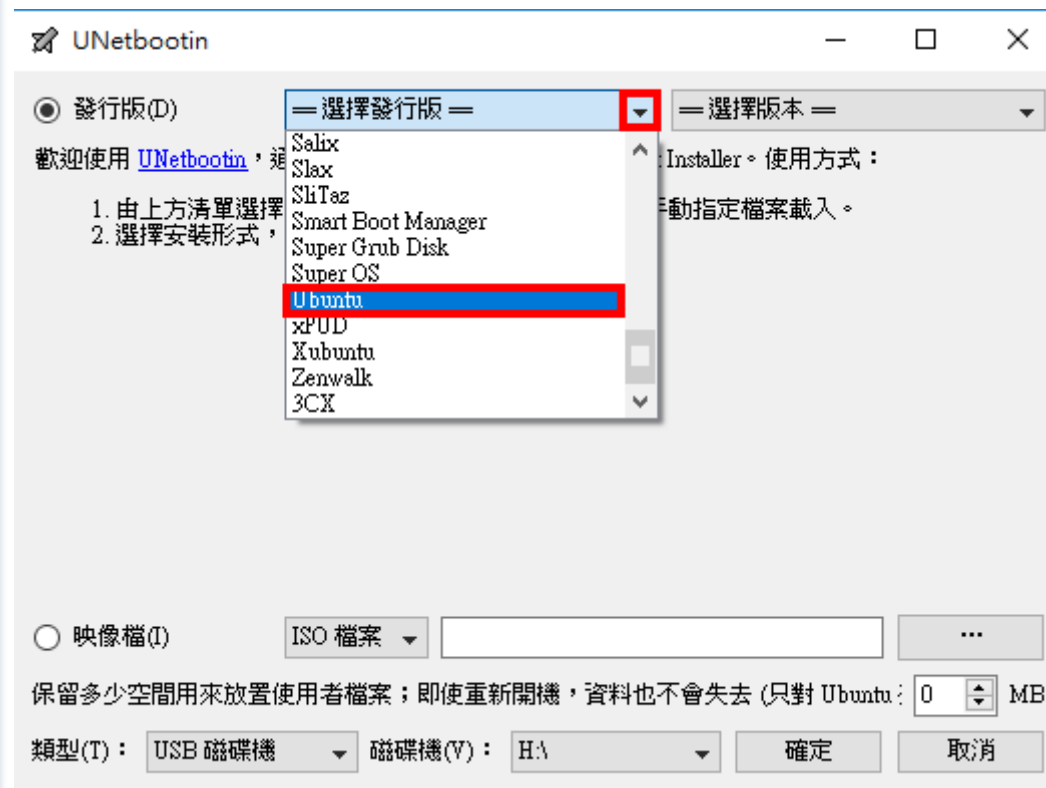 UNetbootin
發行版(D) ＝選擇發行版＝ ＝選擇版本＝
歡迎使用 UNetbootin，通 Installer。使用方式：
1. 由上方清單選擇 手動指定檔案載入。
2. 選擇安裝形式，
Salix
Slax
SliTaz
Smart Boot Manager
Super Grub Disk
Super OS
Ubuntu
xPUD
Xubuntu
Zenwalk
3CX
映像檔(I) ISO 檔案 ...
保留多少空間用來放置使用者檔案；即使重新開機，資料也不會失去 (只對 Ubuntu 0 MB
類型(T)： USB 磁碟機 磁碟機(V)： H:\ 確定 取消